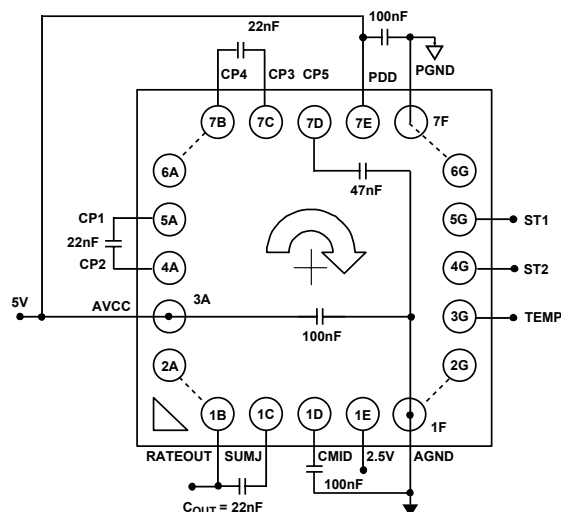 100nF
22nF
CP4 CP3 CP5 PDD PGND
7B 7C 7D 7E 7F
6A 6G
47nF
CP1 5A 5G ST1
22nF
CP2 4A 4G ST2
5V AVCC 3A 3G TEMP
100nF
2A 2G
1B 1C 1D 1E 1F
RATEOUT SUMJ CMID 2.5V AGND
100nF
COUT = 22nF